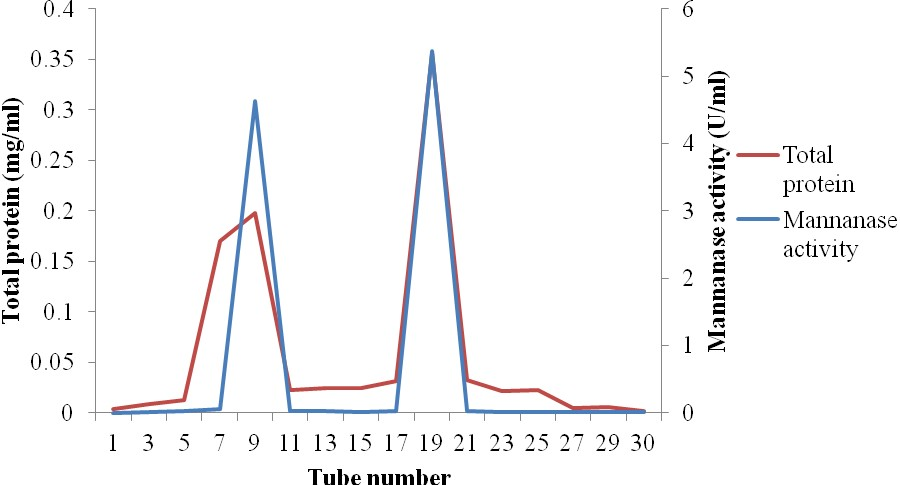 Total protein (mg/ml)
0.4
0.35
0.3
0.25
0.2
0.15
0.1
0.05
0
6
5
4
3
2
1
0
Mannanase activity (U/ml)
1 3 5 7 9 11 13 15 17 19 21 23 25 27 29 30
Tube number
Total
protein
Mannanase
activity